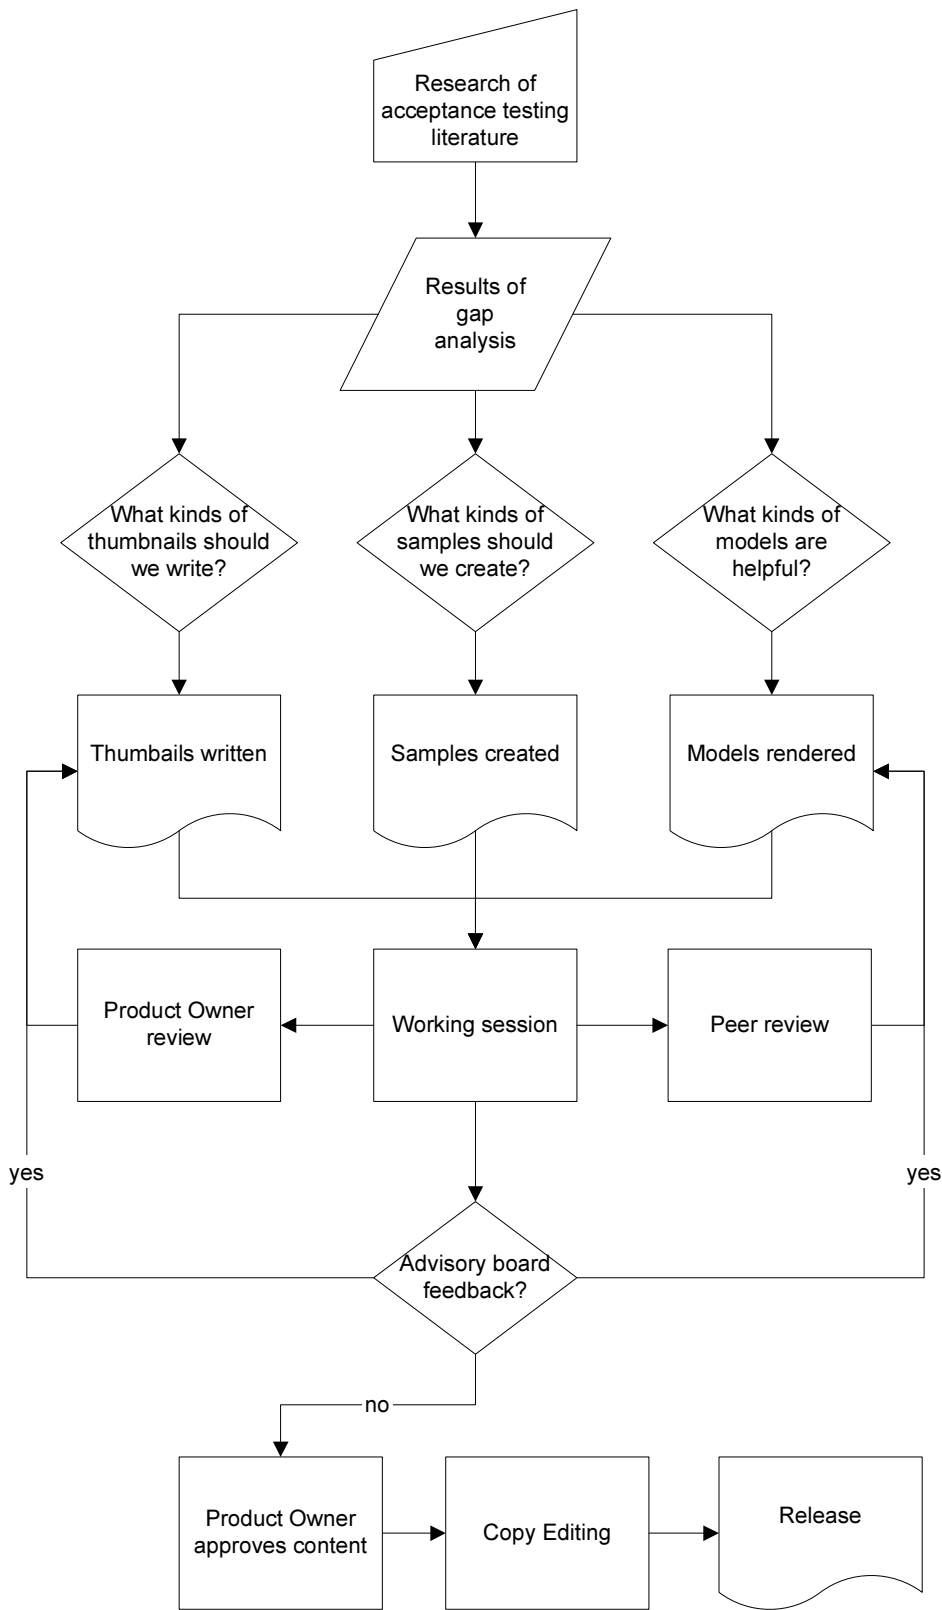 Research of
acceptance testing
literature
Results of
gap
analysis
What kinds of
thumbnails should
we write?
What kinds of
samples should
we create?
What kinds of
models are
helpful?
Thumbails written
Samples created
Models rendered
Product Owner
review
Working session
Peer review
yes
yes
Advisory board
feedback?
no
Product Owner
approves content
Copy Editing
Release